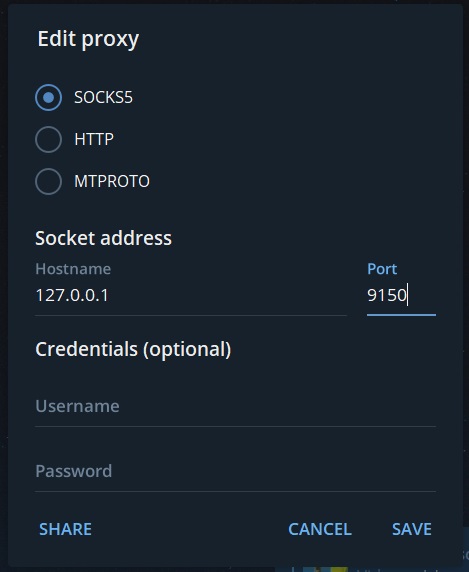 Edit proxy
SOCKS5
HTTP
MTPROTO
Socket address
Hostname Port
127.0.0.1 9150
Credentials (optional)
Username
Password
SHARE CANCEL SAVE